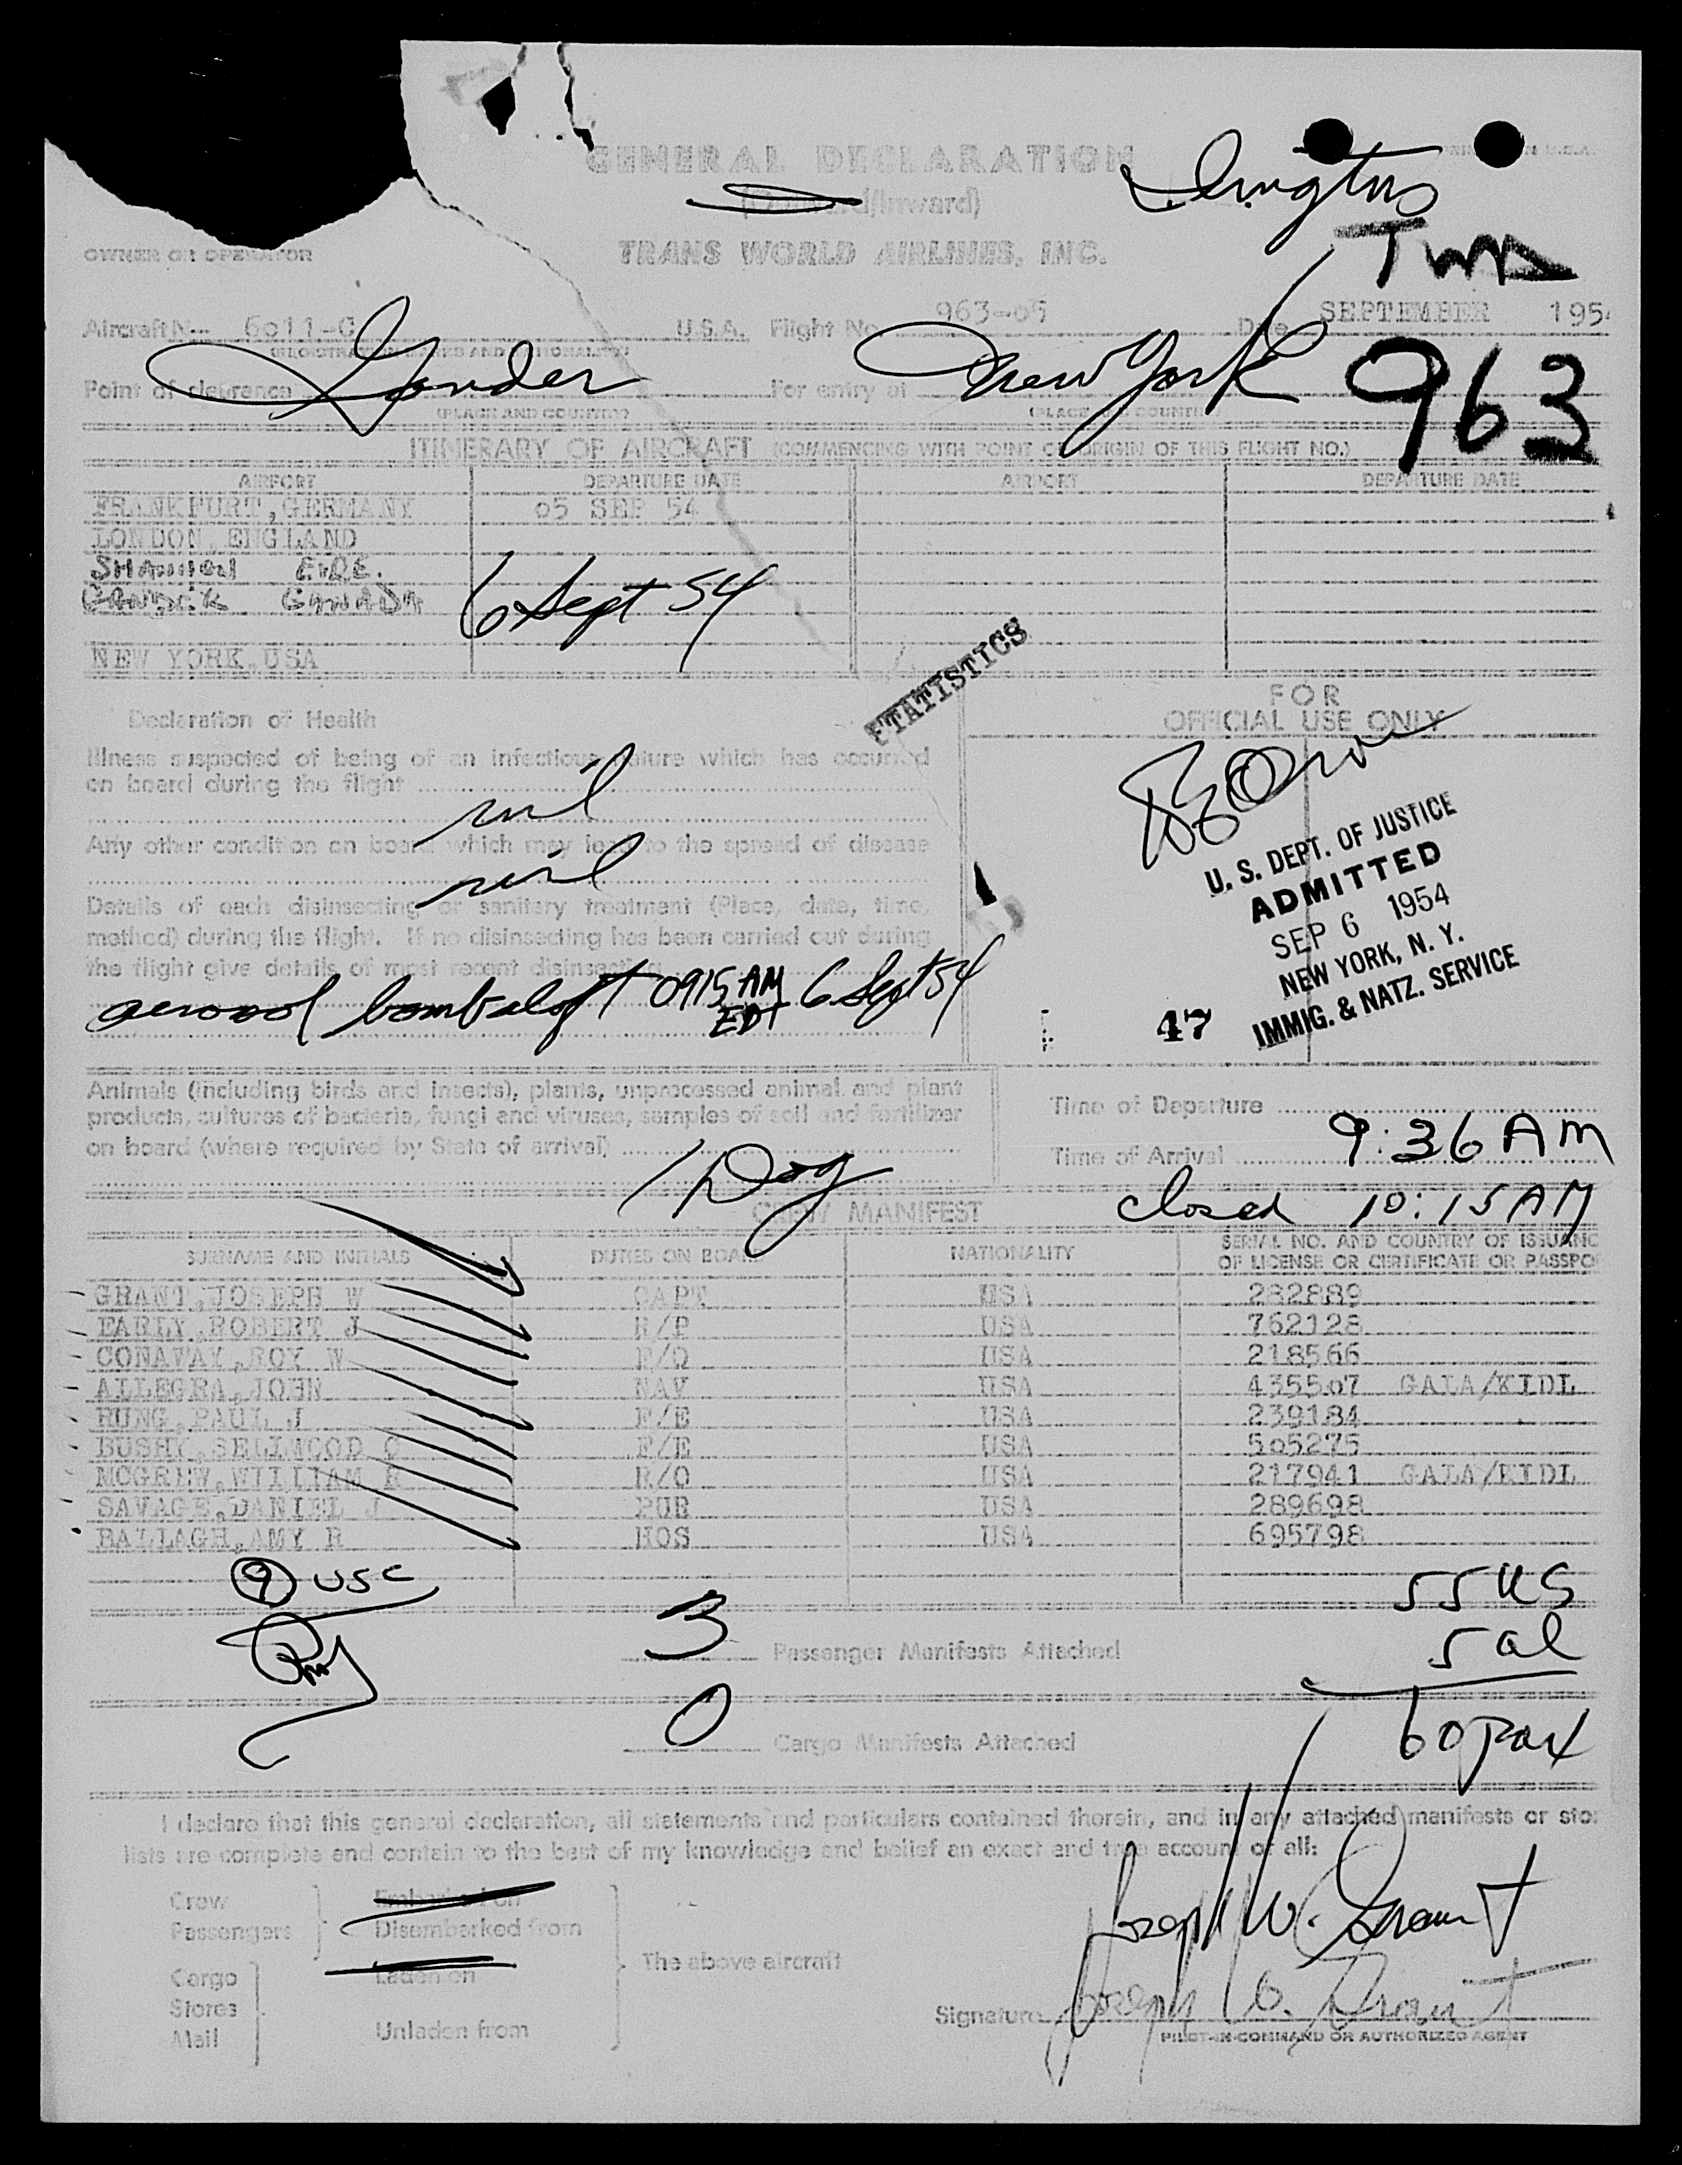 GENERAL DECLARATION
(Outward/Inward)
TWA
OWNER OR OPERATOR
TRANS WORLD AIRLINES, INC.
Aircraft No. 6011-C U.S.A. Flight No. 963-05 Date SEPTEMBER 195
(REGISTRATION MARKS AND NATIONALITY)
Point of clearance Gander For entry at New York 963
(PLACE AND COUNTRY) (PLACE AND COUNTRY)
ITINERARY OF AIRCRAFT (COMMENCING WITH POINT OF ORIGIN OF THIS FLIGHT NO.)
AIRPORT DEPARTURE DATE AIRPORT DEPARTURE DATE
FRANKFURT, GERMANY 05 SEP 54
LONDON, ENGLAND
SHANNON EIRE.
CANADA 6 Sept 54
NEW YORK, USA
STATISTICS
FOR
OFFICIAL USE ONLY
Declaration of Health
Illness suspected of being of an infectious nature which has occurred
on board during the flight
nil
Any other condition on board which may lead to the spread of disease
nil
Details of each disinsecting or sanitary treatment (Place, date, time,
method) during the flight. If no disinsecting has been carried out during
the flight give details of most recent disinsecting
aerosol bomb aloft 0915 AM EDT 6 Sept 54
U. S. DEPT. OF JUSTICE
ADMITTED
SEP 6 1954
NEW YORK, N. Y.
IMMIG. & NATZ. SERVICE
47
Animals (including birds and insects), plants, unprocessed animal and plant
products, cultures of bacteria, fungi and viruses, samples of soil and fertilizer
on board (where required by State of arrival)
1 Dog
Time of Departure
Time of Arrival 9:36 AM
closed 10:15 AM
CREW MANIFEST
SURNAME AND INITIALS DUTIES ON BOARD NATIONALITY SERIAL NO. AND COUNTRY OF ISSUANC
OF LICENSE OR CERTIFICATE OR PASSPO
GRANT, JOSEPH W CAPT USA 232889
EARLY, ROBERT J R/P USA 762128
CONAWAY, ROY W F/O USA 218566
ALLEGRA, JOHN NAV USA 435507 GALA/KIDL
HUNG, PAUL J F/E USA 239184
BUSHY, SELLWOOD C F/E USA 505275
MCGREW, WILLIAM R R/O USA 217941 GALA/KIDL
SAVAGE, DANIEL J PUR USA 289698
BALLAGH, AMY R HOS USA 695798
9 USC
55 US
3 Passenger Manifests Attached
5 al
0 Cargo Manifests Attached
60 pax
I declare that this general declaration, all statements and particulars contained therein, and in any attached manifests or sto
lists are complete and contain to the best of my knowledge and belief an exact and true account of all:
Crew
Passengers
Embarked on
Disembarked from
Cargo
Stores
Mail
Laden on
Unladen from
The above aircraft
Joseph W. Grant
Signature Joseph W. Grant
PILOT-IN-COMMAND OR AUTHORIZED AGENT